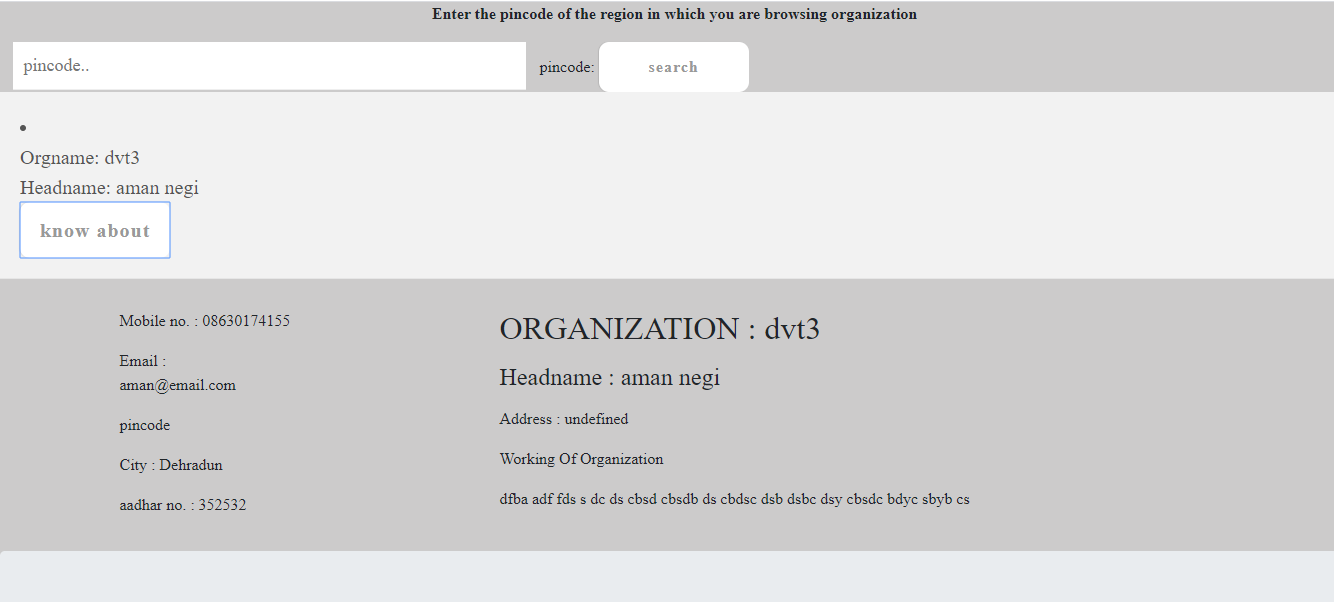 Enter the pincode of the region in which you are browsing organization
pincode.. pincode: search
Orgname: dvt3
Headname: aman negi
know about
Mobile no. : 08630174155
Email :
aman@email.com
pincode
City : Dehradun
aadhar no. : 352532
ORGANIZATION : dvt3
Headname : aman negi
Address : undefined
Working Of Organization
dfba adf fds s dc ds cbsd cbsdb ds cbdsc dsb dsbc dsy cbsdc bdyc sbyb cs